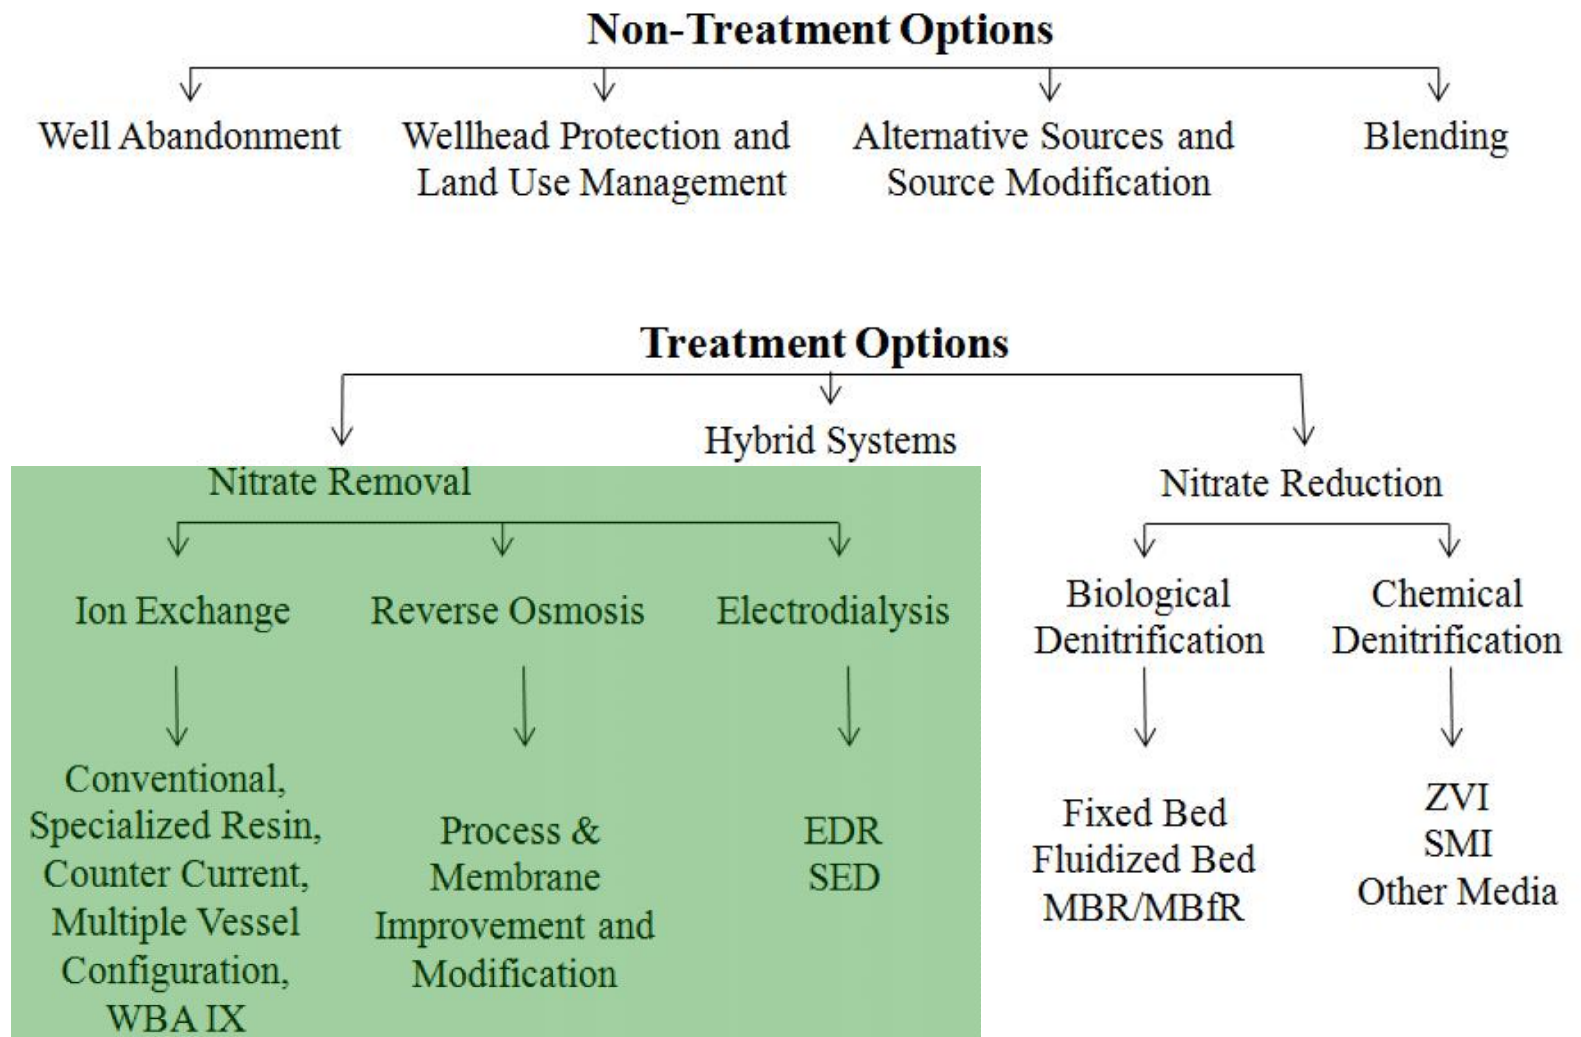 Non-Treatment Options
Well Abandonment
Wellhead Protection and
Land Use Management
Alternative Sources and
Source Modification
Blending
Treatment Options
Nitrate Removal
Hybrid Systems
Nitrate Reduction
Ion Exchange
Reverse Osmosis
Electrodialysis
Biological
Denitrification
Chemical
Denitrification
Conventional,
Specialized Resin,
Counter Current,
Multiple Vessel
Configuration,
WBA IX
Process &
Membrane
Improvement and
Modification
EDR
SED
Fixed Bed
Fluidized Bed
MBR/MBfR
ZVI
SMI
Other Media